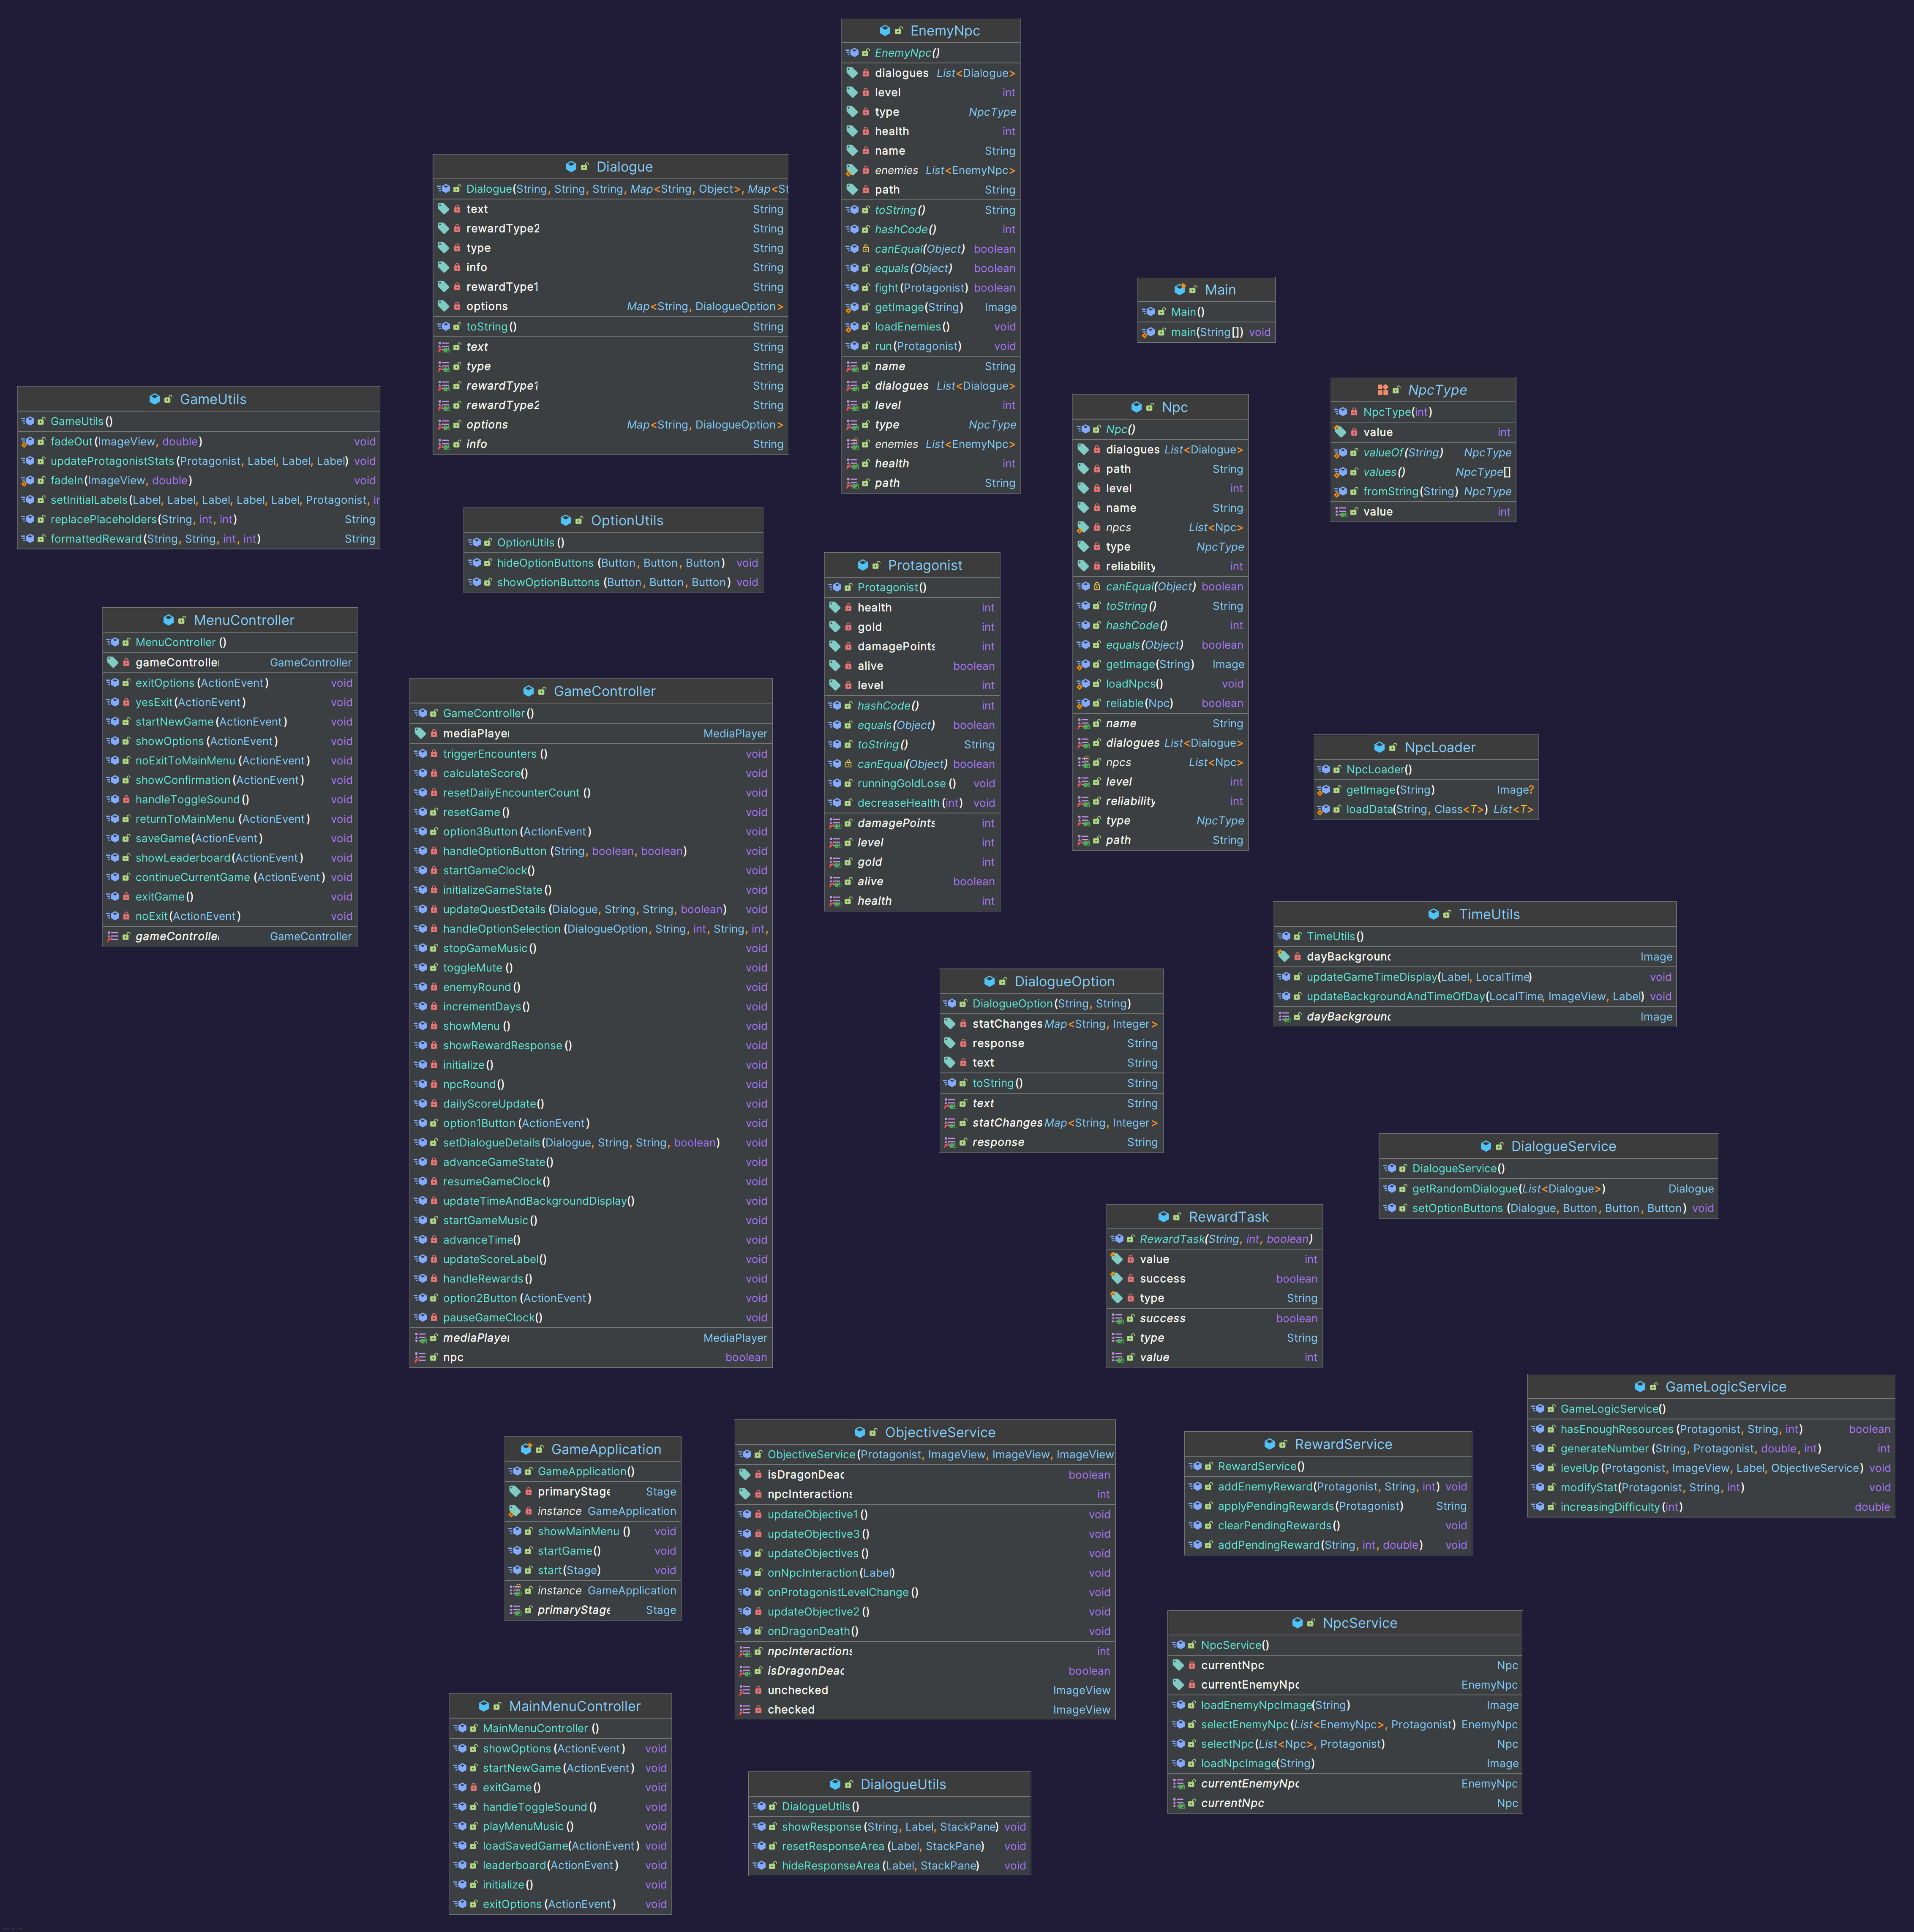 EnemyNpc
EnemyNpc()
dialogues List<Dialogue>
level int
type NpcType
health int
name String
enemies List<EnemyNpc>
path String
toString() String
hashCode() int
canEqual(Object) boolean
equals(Object) boolean
fight(Protagonist) boolean
getImage(String) Image
loadEnemies() void
run(Protagonist) void
name String
dialogues List<Dialogue>
level int
type NpcType
enemies List<EnemyNpc>
health int
path String
Dialogue
Dialogue(String, String, String, Map<String, Object>, Map<St
text String
rewardType2 String
type String
info String
rewardType1 String
options Map<String, DialogueOption>
toString() String
text String
type String
rewardType1 String
rewardType2 String
options Map<String, DialogueOption>
info String
Main
Main()
main(String[]) void
NpcType
NpcType(int)
value int
valueOf(String) NpcType
values() NpcType[]
fromString(String) NpcType
value int
GameUtils
GameUtils()
fadeOut(ImageView, double) void
updateProtagonistStats(Protagonist, Label, Label, Label) void
fadeIn(ImageView, double) void
setInitialLabels(Label, Label, Label, Label, Label, Protagonist, in
replacePlaceholders(String, int, int) String
formattedReward(String, String, int, int) String
Npc
Npc()
dialogues List<Dialogue>
path String
level int
name String
npcs List<Npc>
type NpcType
reliability int
canEqual(Object) boolean
toString() String
hashCode() int
equals(Object) boolean
getImage(String) Image
loadNpcs() void
reliable(Npc) boolean
name String
dialogues List<Dialogue>
npcs List<Npc>
level int
reliability int
type NpcType
path String
OptionUtils
OptionUtils()
hideOptionButtons(Button, Button, Button) void
showOptionButtons(Button, Button, Button) void
Protagonist
Protagonist()
health int
gold int
damagePoints int
alive boolean
level int
hashCode() int
equals(Object) boolean
toString() String
canEqual(Object) boolean
runningGoldLose() void
decreaseHealth(int) void
damagePoints int
level int
gold int
alive boolean
health int
MenuController
MenuController()
gameController GameController
exitOptions(ActionEvent) void
yesExit(ActionEvent) void
startNewGame(ActionEvent) void
showOptions(ActionEvent) void
noExitToMainMenu(ActionEvent) void
showConfirmation(ActionEvent) void
handleToggleSound() void
returnToMainMenu(ActionEvent) void
saveGame(ActionEvent) void
showLeaderboard(ActionEvent) void
continueCurrentGame(ActionEvent) void
exitGame() void
noExit(ActionEvent) void
gameController GameController
GameController
GameController()
mediaPlayer MediaPlayer
triggerEncounters() void
calculateScore() void
resetDailyEncounterCount() void
resetGame() void
option3Button(ActionEvent) void
handleOptionButton(String, boolean, boolean) void
startGameClock() void
initializeGameState() void
updateQuestDetails(Dialogue, String, String, boolean) void
handleOptionSelection(DialogueOption, String, int, String, int,
stopGameMusic() void
toggleMute() void
enemyRound() void
incrementDays() void
showMenu() void
showRewardResponse() void
initialize() void
npcRound() void
dailyScoreUpdate() void
option1Button(ActionEvent) void
setDialogueDetails(Dialogue, String, String, boolean) void
advanceGameState() void
resumeGameClock() void
updateTimeAndBackgroundDisplay() void
startGameMusic() void
advanceTime() void
updateScoreLabel() void
handleRewards() void
option2Button(ActionEvent) void
pauseGameClock() void
mediaPlayer MediaPlayer
npc boolean
NpcLoader
NpcLoader()
getImage(String) Image?
loadData(String, Class<T>) List<T>
TimeUtils
TimeUtils()
dayBackground Image
updateGameTimeDisplay(Label, LocalTime) void
updateBackgroundAndTimeOfDay(LocalTime, ImageView, Label) void
dayBackground Image
DialogueOption
DialogueOption(String, String)
statChanges Map<String, Integer>
response String
text String
toString() String
text String
statChanges Map<String, Integer>
response String
DialogueService
DialogueService()
getRandomDialogue(List<Dialogue>) Dialogue
setOptionButtons(Dialogue, Button, Button, Button) void
RewardTask
RewardTask(String, int, boolean)
value int
success boolean
type String
success boolean
type String
value int
GameLogicService
GameLogicService()
hasEnoughResources(Protagonist, String, int) boolean
generateNumber(String, Protagonist, double, int) int
levelUp(Protagonist, ImageView, Label, ObjectiveService) void
modifyStat(Protagonist, String, int) void
increasingDifficulty(int) double
ObjectiveService
ObjectiveService(Protagonist, ImageView, ImageView, ImageView
isDragonDead boolean
npcInteractions int
updateObjective1() void
updateObjective3() void
updateObjectives() void
onNpcInteraction(Label) void
onProtagonistLevelChange() void
updateObjective2() void
onDragonDeath() void
npcInteractions int
isDragonDead boolean
unchecked ImageView
checked ImageView
RewardService
RewardService()
addEnemyReward(Protagonist, String, int) void
applyPendingRewards(Protagonist) String
clearPendingRewards() void
addPendingReward(String, int, double) void
GameApplication
GameApplication()
primaryStage Stage
instance GameApplication
showMainMenu() void
startGame() void
start(Stage) void
instance GameApplication
primaryStage Stage
NpcService
NpcService()
currentNpc Npc
currentEnemyNpc EnemyNpc
loadEnemyNpcImage(String) Image
selectEnemyNpc(List<EnemyNpc>, Protagonist) EnemyNpc
selectNpc(List<Npc>, Protagonist) Npc
loadNpcImage(String) Image
currentEnemyNpc EnemyNpc
currentNpc Npc
MainMenuController
MainMenuController()
showOptions(ActionEvent) void
startNewGame(ActionEvent) void
exitGame() void
handleToggleSound() void
playMenuMusic() void
loadSavedGame(ActionEvent) void
leaderboard(ActionEvent) void
initialize() void
exitOptions(ActionEvent) void
DialogueUtils
DialogueUtils()
showResponse(String, Label, StackPane) void
resetResponseArea(Label, StackPane) void
hideResponseArea(Label, StackPane) void